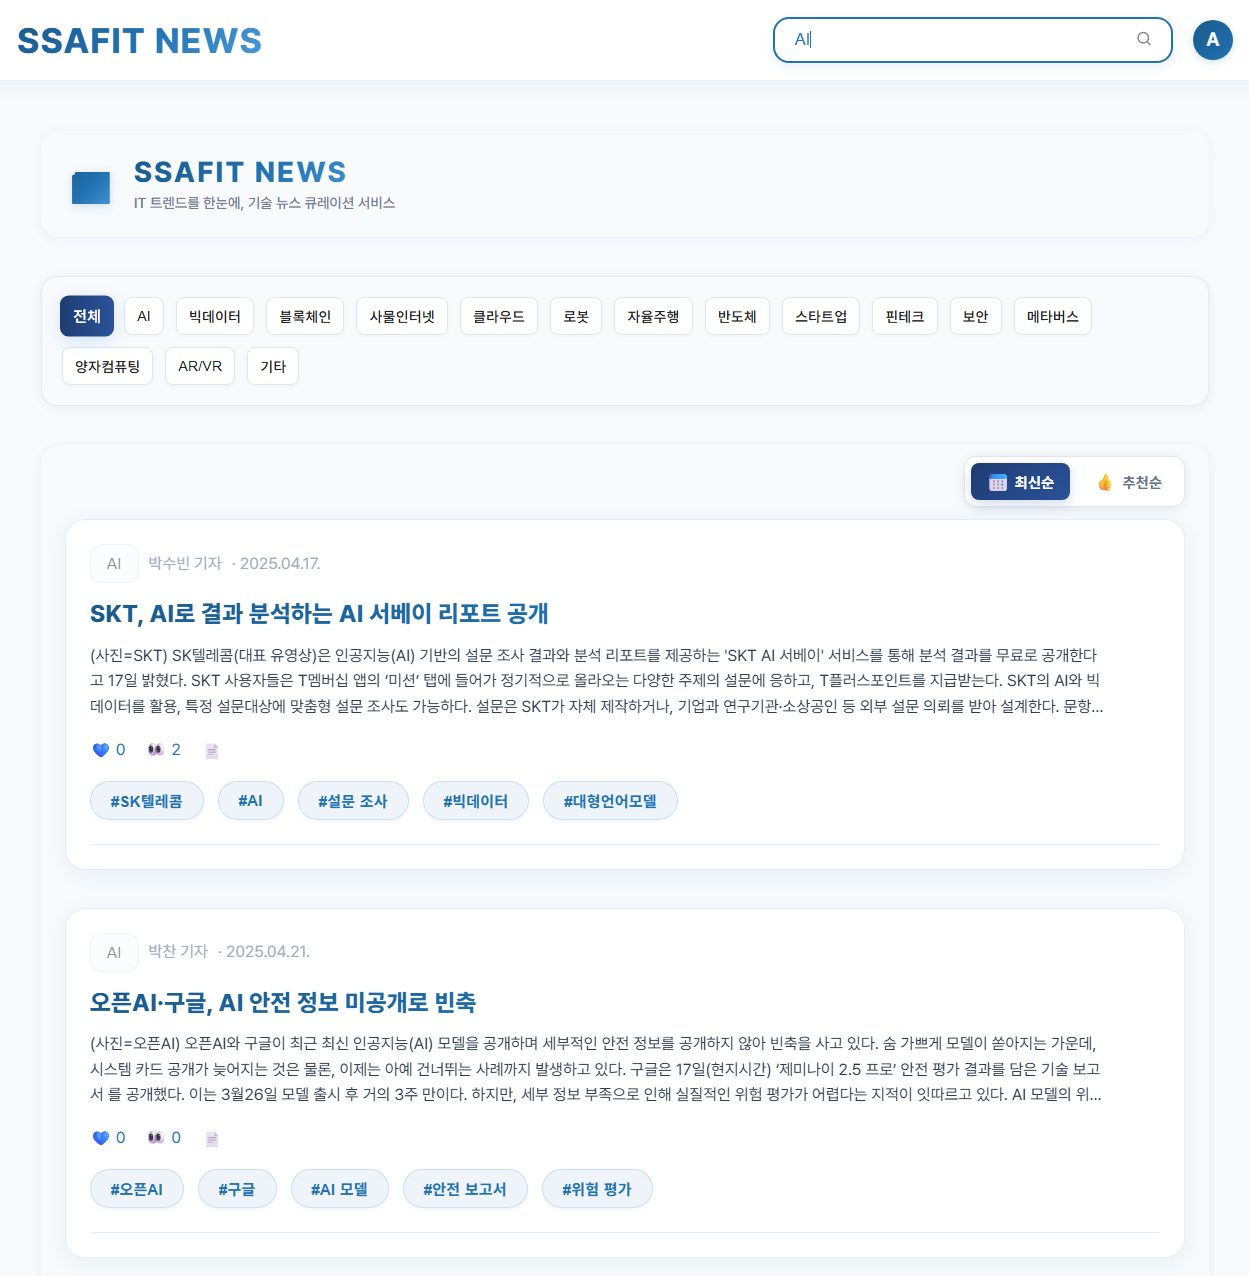 SSAFIT NEWS
AI
A
SSAFIT NEWS
IT 트렌드를 한눈에, 기술 뉴스 큐레이션 서비스
전체 AI 빅데이터 블록체인 사물인터넷 클라우드 로봇 자율주행 반도체 스타트업 핀테크 보안 메타버스
양자컴퓨팅 AR/VR 기타
최신순 추천순
AI 박수빈 기자 · 2025.04.17.
SKT, AI로 결과 분석하는 AI 서베이 리포트 공개
(사진=SKT) SK텔레콤(대표 유영상)은 인공지능(AI) 기반의 설문 조사 결과와 분석 리포트를 제공하는 'SKT AI 서베이' 서비스를 통해 분석 결과를 무료로 공개한다
고 17일 밝혔다. SKT 사용자들은 T멤버십 앱의 ‘미션’ 탭에 들어가 정기적으로 올라오는 다양한 주제의 설문에 응하고, T플러스포인트를 지급받는다. SKT의 AI와 빅
데이터를 활용, 특정 설문대상에 맞춤형 설문 조사도 가능하다. 설문은 SKT가 자체 제작하거나, 기업과 연구기관·소상공인 등 외부 설문 의뢰를 받아 설계한다. 문항...
0 2
#SK텔레콤 #AI #설문 조사 #빅데이터 #대형언어모델
AI 박찬 기자 · 2025.04.21.
오픈AI·구글, AI 안전 정보 미공개로 빈축
(사진=오픈AI) 오픈AI와 구글이 최근 최신 인공지능(AI) 모델을 공개하며 세부적인 안전 정보를 공개하지 않아 빈축을 사고 있다. 숨 가쁘게 모델이 쏟아지는 가운데,
시스템 카드 공개가 늦어지는 것은 물론, 이제는 아예 건너뛰는 사례까지 발생하고 있다. 구글은 17일(현지시간) ‘제미나이 2.5 프로’ 안전 평가 결과를 담은 기술 보고
서 를 공개했다. 이는 3월26일 모델 출시 후 거의 3주 만이다. 하지만, 세부 정보 부족으로 인해 실질적인 위험 평가가 어렵다는 지적이 잇따르고 있다. AI 모델의 위...
0 0
#오픈AI #구글 #AI 모델 #안전 보고서 #위험 평가